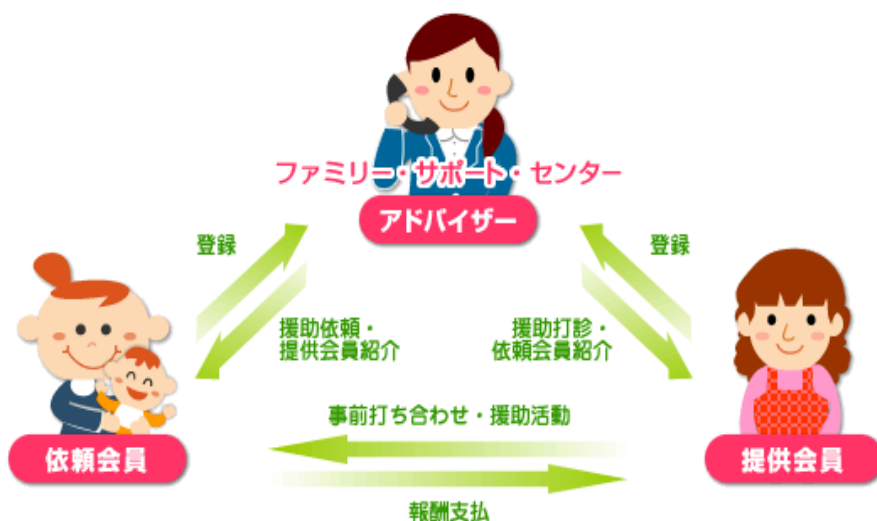 ファミリー・サポート・センター
アドバイザー
登録
登録
援助依頼・
提供会員紹介
援助打診・
依頼会員紹介
事前打ち合わせ・援助活動
依頼会員
提供会員
報酬支払